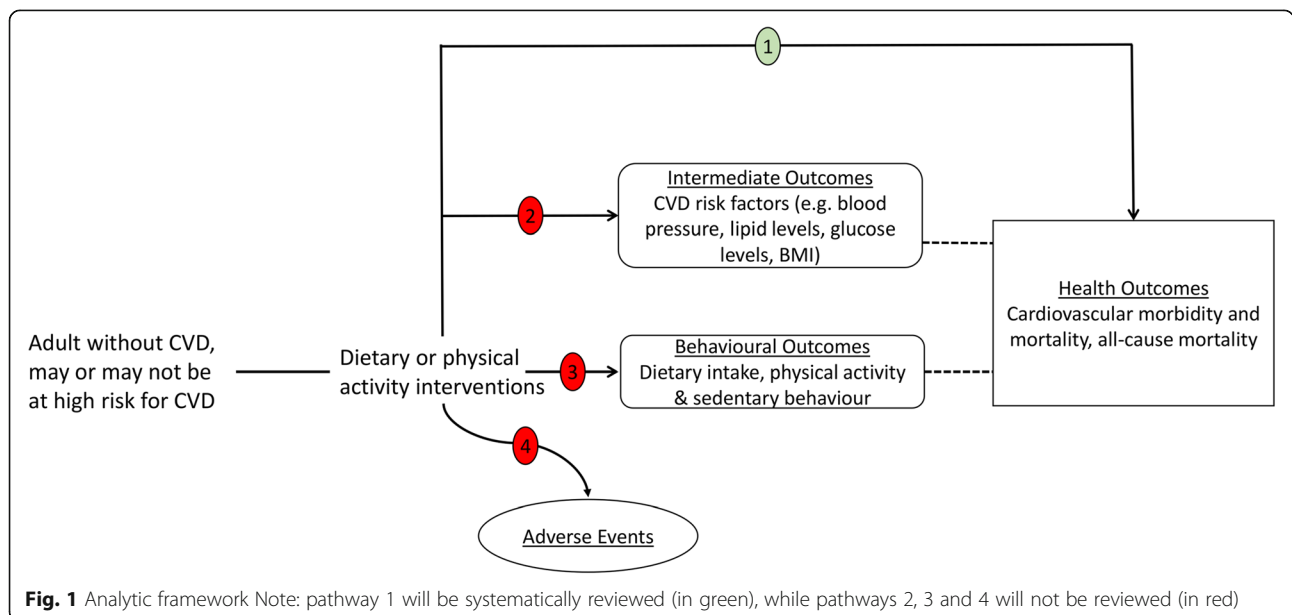 1
2
Intermediate Outcomes
CVD risk factors (e.g. blood
pressure, lipid levels, glucose
levels, BMI)
Health Outcomes
Cardiovascular morbidity and
mortality, all-cause mortality
Adult without CVD,
may or may not be
at high risk for CVD
Dietary or physical
activity interventions
3
Behavioural Outcomes
Dietary intake, physical activity
& sedentary behaviour
4
Adverse Events
Fig. 1 Analytic framework Note: pathway 1 will be systematically reviewed (in green), while pathways 2, 3 and 4 will not be reviewed (in red)